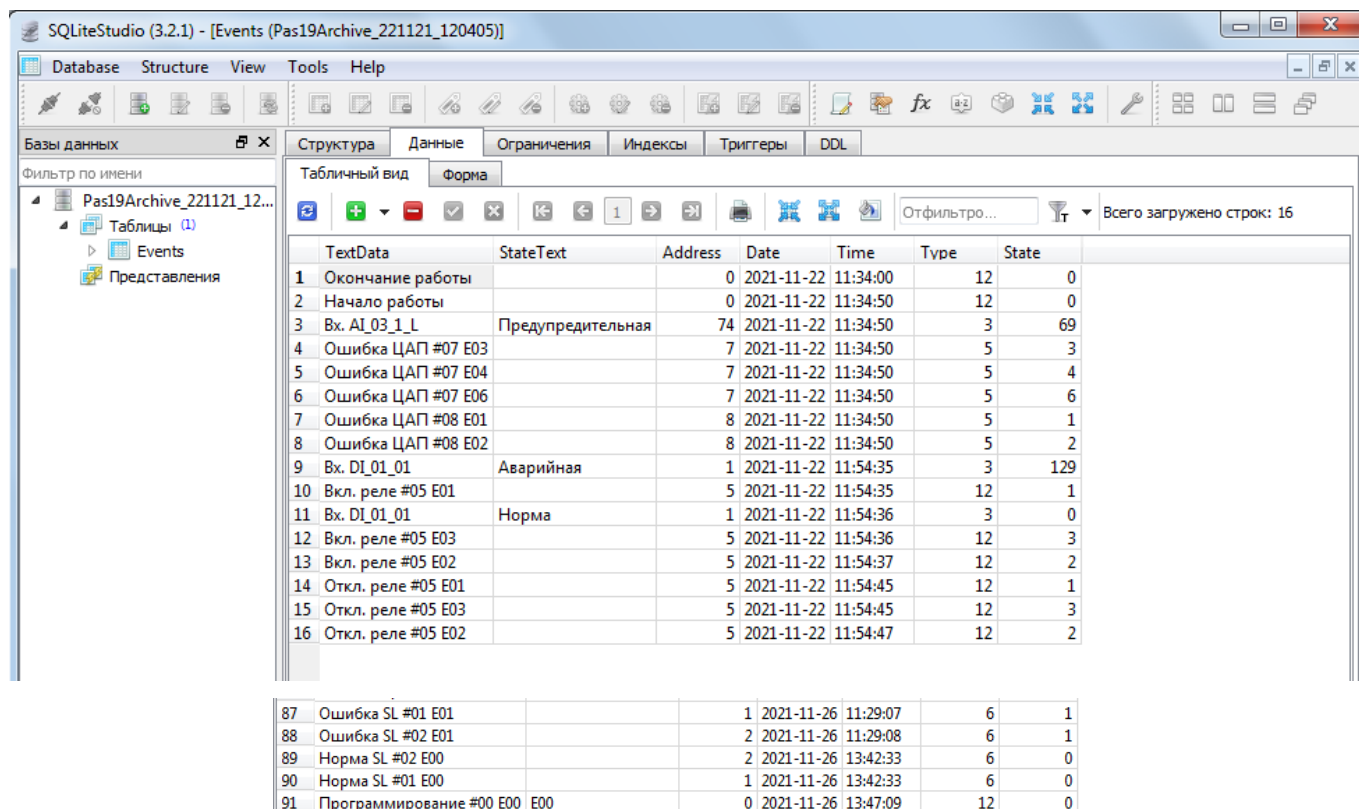 SQLiteStudio (3.2.1) - [Events (Pas19Archive_221121_120405)]
Database Structure View Tools Help
Базы данных
Структура Данные Ограничения Индексы Триггеры DDL
Фильтр по имени
Табличный вид Форма
Pas19Archive_221121_12...
Таблицы (1)
Events
Представления
1 Отфильтро... Всего загружено строк: 16
TextData StateText Address Date Time Type State
1 Окончание работы 0 2021-11-22 11:34:00 12 0
2 Начало работы 0 2021-11-22 11:34:50 12 0
3 Вх. AI_03_1_L Предупредительная 74 2021-11-22 11:34:50 3 69
4 Ошибка ЦАП #07 E03 7 2021-11-22 11:34:50 5 3
5 Ошибка ЦАП #07 E04 7 2021-11-22 11:34:50 5 4
6 Ошибка ЦАП #07 E06 7 2021-11-22 11:34:50 5 6
7 Ошибка ЦАП #08 E01 8 2021-11-22 11:34:50 5 1
8 Ошибка ЦАП #08 E02 8 2021-11-22 11:34:50 5 2
9 Вх. DI_01_01 Аварийная 1 2021-11-22 11:54:35 3 129
10 Вкл. реле #05 E01 5 2021-11-22 11:54:35 12 1
11 Вх. DI_01_01 Норма 1 2021-11-22 11:54:36 3 0
12 Вкл. реле #05 E03 5 2021-11-22 11:54:36 12 3
13 Вкл. реле #05 E02 5 2021-11-22 11:54:37 12 2
14 Откл. реле #05 E01 5 2021-11-22 11:54:45 12 1
15 Откл. реле #05 E03 5 2021-11-22 11:54:45 12 3
16 Откл. реле #05 E02 5 2021-11-22 11:54:47 12 2
87 Ошибка SL #01 E01 1 2021-11-26 11:29:07 6 1
88 Ошибка SL #02 E01 2 2021-11-26 11:29:08 6 1
89 Норма SL #02 E00 2 2021-11-26 13:42:33 6 0
90 Норма SL #01 E00 1 2021-11-26 13:42:33 6 0
91 Программирование #00 E00 E00 0 2021-11-26 13:47:09 12 0